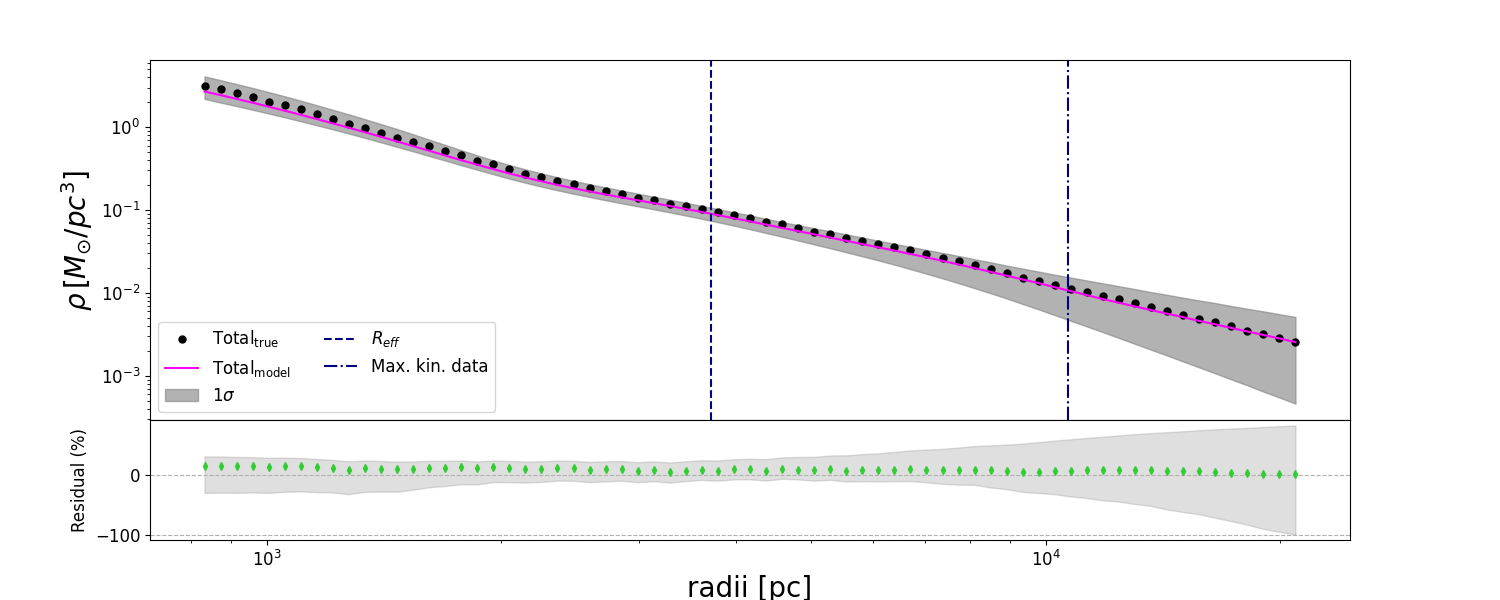 ρ [M⊙/pc³]
10⁰
10⁻¹
10⁻²
10⁻³
Total_true
Total_model
1σ
R_eff
Max. kin. data
Residual (%)
0
−100
10³
10⁴
radii [pc]